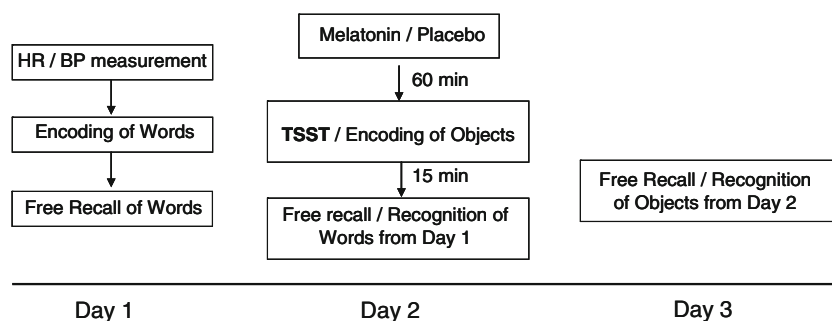 HR / BP measurement
Encoding of Words
Free Recall of Words
Melatonin / Placebo
60 min
TSST / Encoding of Objects
15 min
Free recall / Recognition of
Words from Day 1
Free Recall / Recognition
of Objects from Day 2
Day 1
Day 2
Day 3